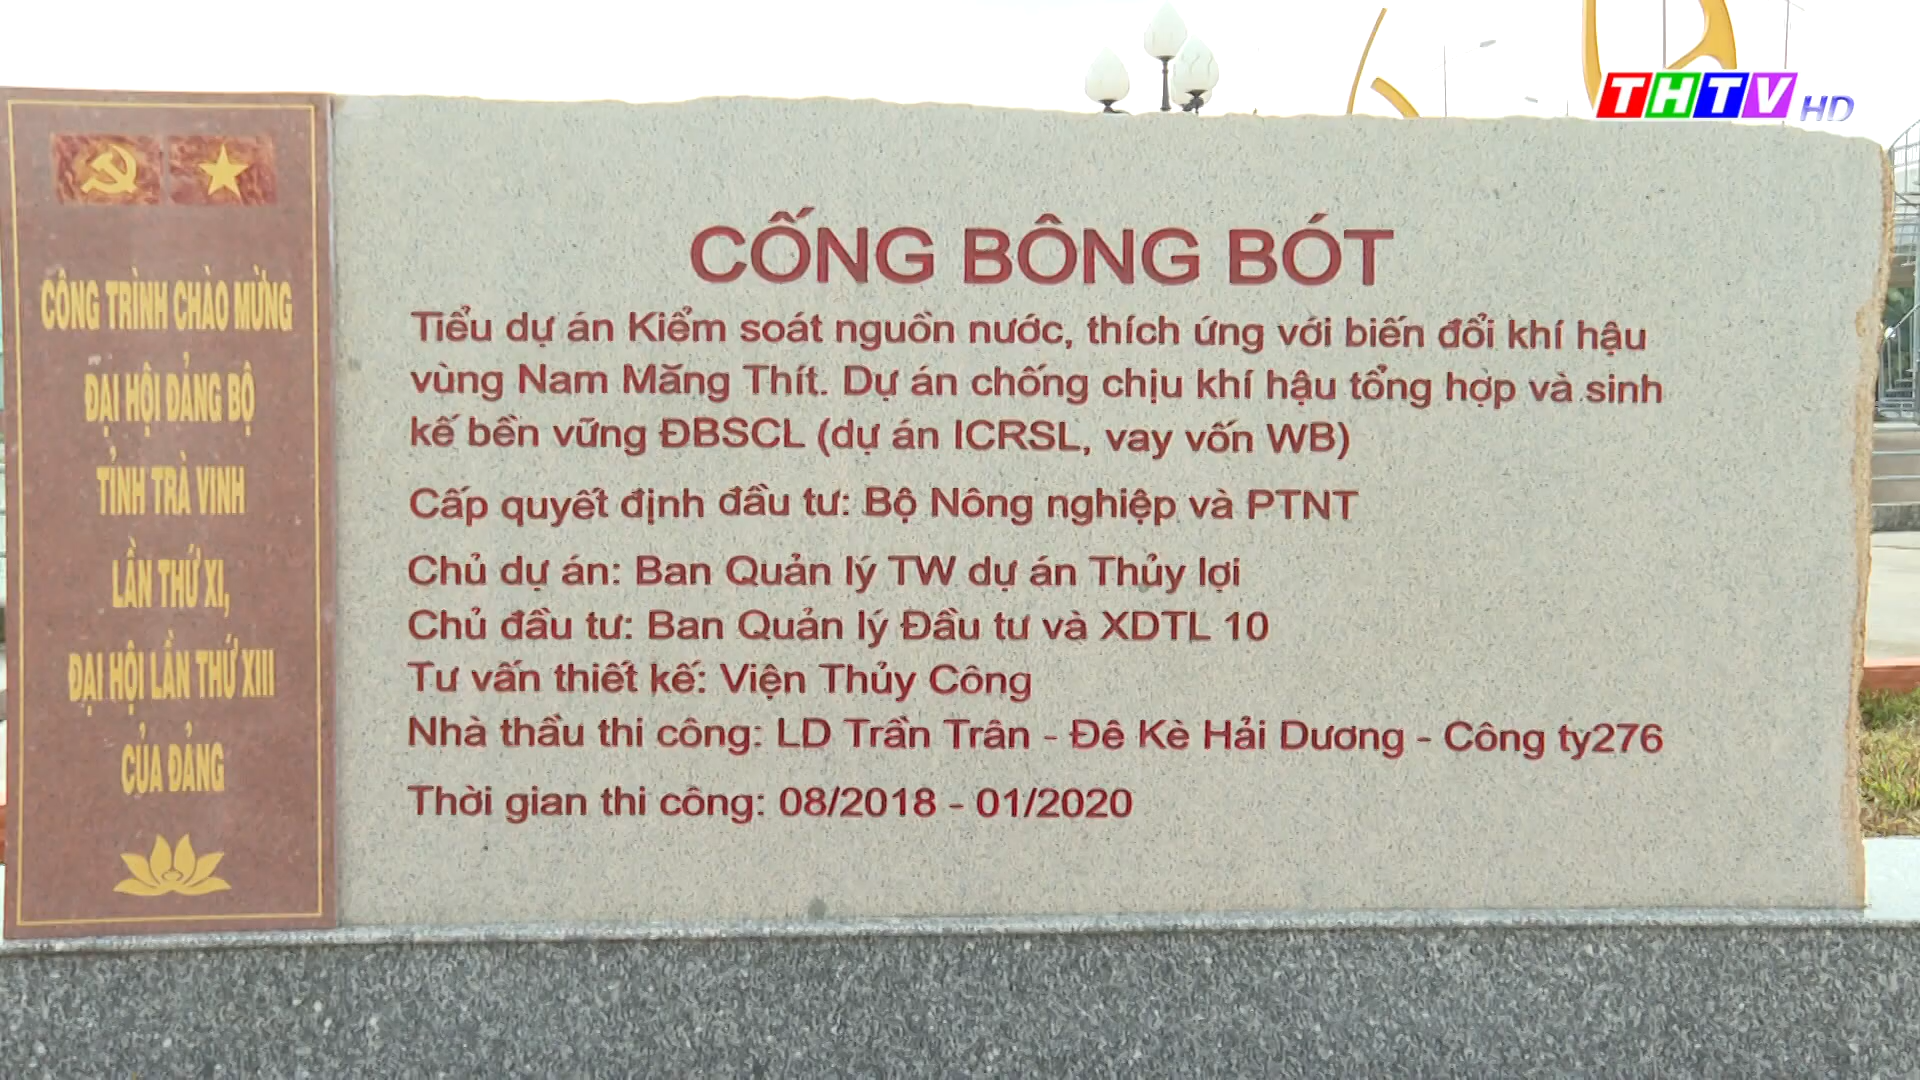 THTV HD
CÔNG TRÌNH CHÀO MỪNG
ĐẠI HỘI ĐẢNG BỘ
TỈNH TRÀ VINH
LẦN THỨ XI,
ĐẠI HỘI LẦN THỨ XIII
CỦA ĐẢNG
CỐNG BÔNG BÓT
Tiểu dự án Kiểm soát nguồn nước, thích ứng với biến đổi khí hậu
vùng Nam Măng Thít. Dự án chống chịu khí hậu tổng hợp và sinh
kế bền vững ĐBSCL (dự án ICRSL, vay vốn WB)
Cấp quyết định đầu tư: Bộ Nông nghiệp và PTNT
Chủ dự án: Ban Quản lý TW dự án Thủy lợi
Chủ đầu tư: Ban Quản lý Đầu tư và XDTL 10
Tư vấn thiết kế: Viện Thủy Công
Nhà thầu thi công: LD Trần Trân - Đê Kè Hải Dương - Công ty276
Thời gian thi công: 08/2018 - 01/2020